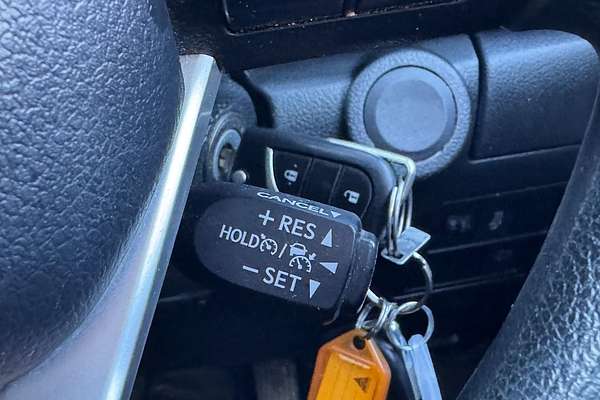 CANCEL
+ RES
HOLD /
− SET